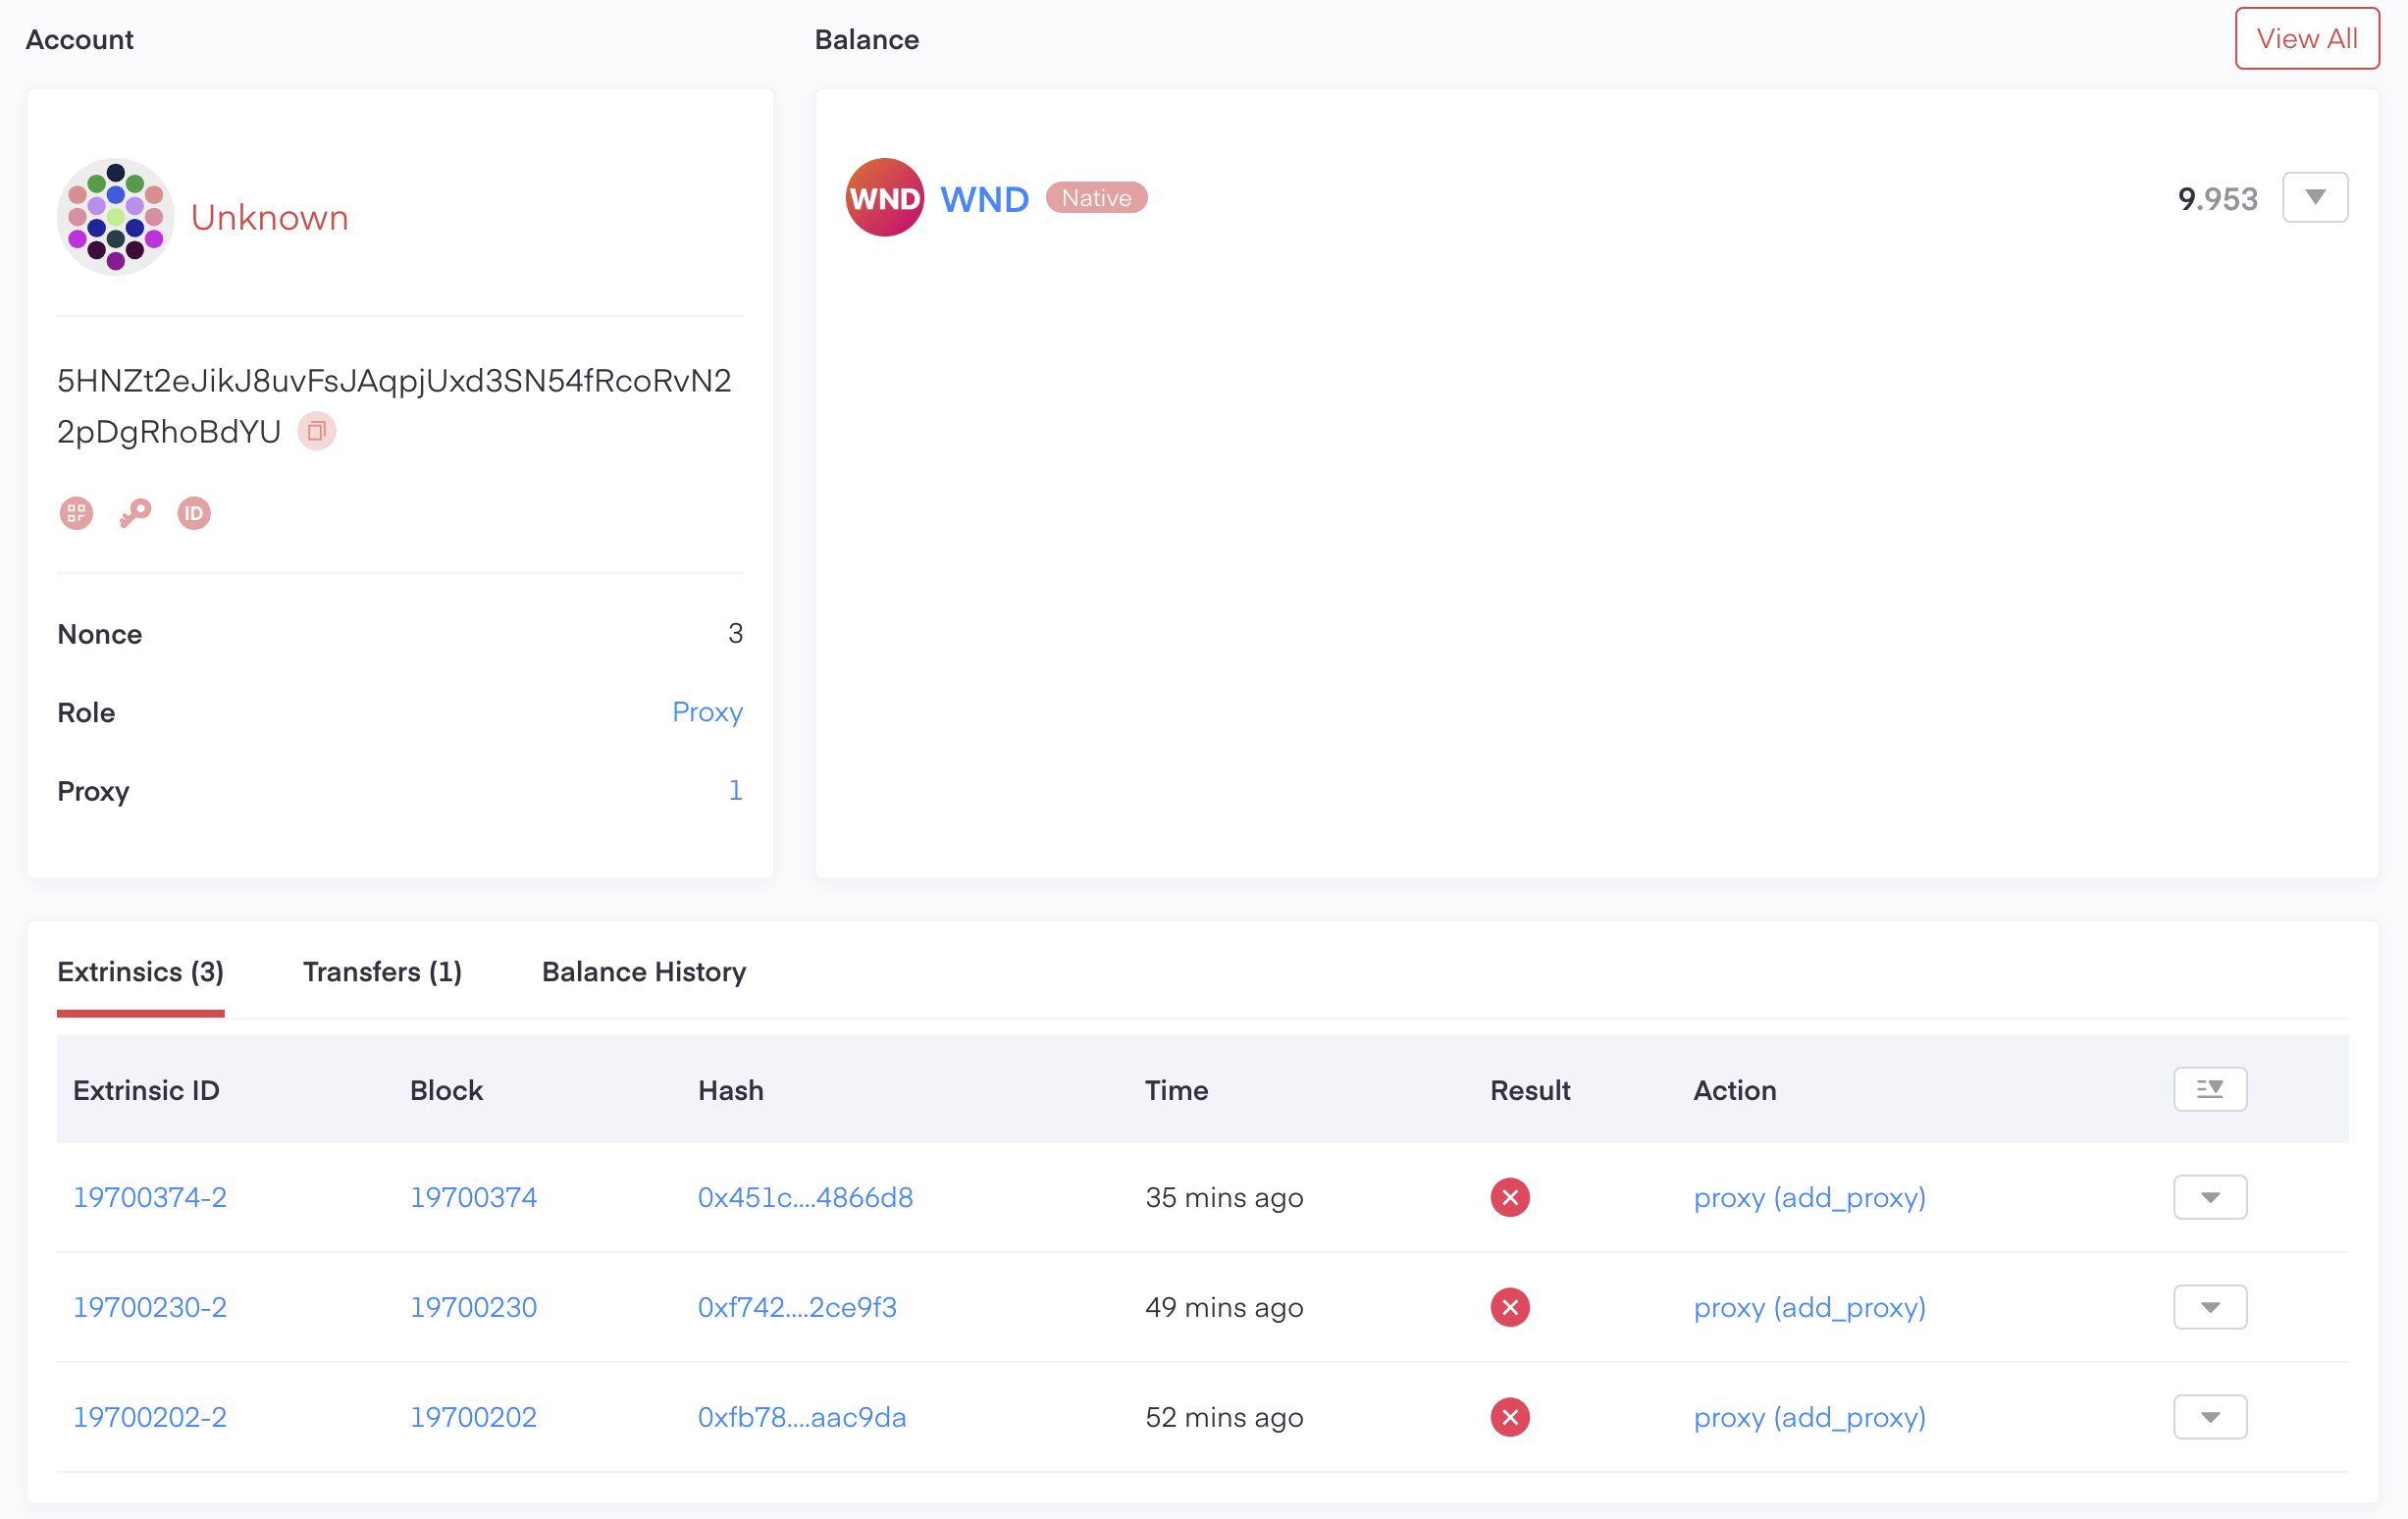 Account
Balance
View All
Unknown
WND
WND
Native
9.953
5HNZt2eJikJ8uvFsJAqpjUxd3SN54fRcoRvN2
2pDgRhoBdYU
ID
Nonce
3
Role
Proxy
Proxy
1
Extrinsics (3)
Transfers (1)
Balance History
Extrinsic ID
Block
Hash
Time
Result
Action
19700374-2
19700374
0x451c....4866d8
35 mins ago
proxy (add_proxy)
19700230-2
19700230
0xf742....2ce9f3
49 mins ago
proxy (add_proxy)
19700202-2
19700202
0xfb78....aac9da
52 mins ago
proxy (add_proxy)